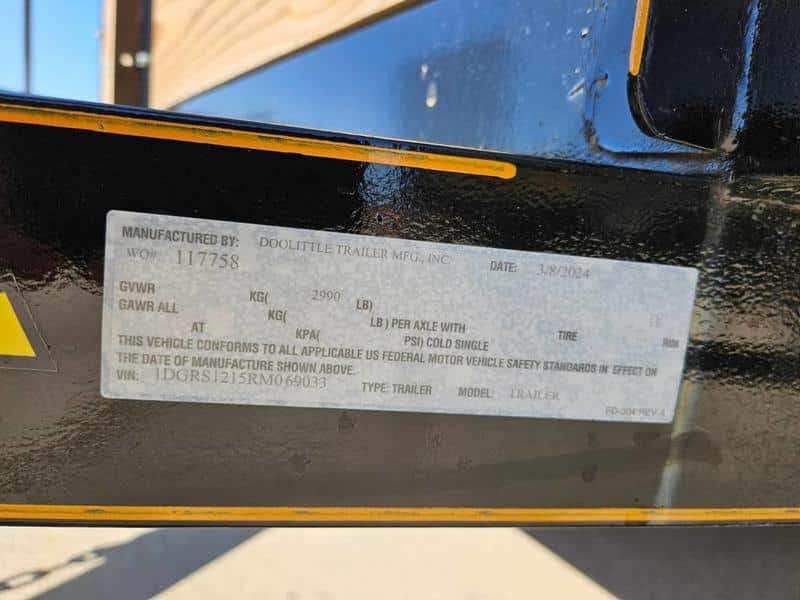 MANUFACTURED BY: DOOLITTLE TRAILER MFG., INC. DATE: 3/8/2024
WO# 117758
GVWR KG( 2990 LB)
GAWR ALL KG( LB) PER AXLE WITH TIRE
AT KPA( PSI) COLD SINGLE RIM
THIS VEHICLE CONFORMS TO ALL APPLICABLE US FEDERAL MOTOR VEHICLE SAFETY STANDARDS IN EFFECT ON
THE DATE OF MANUFACTURE SHOWN ABOVE.
VIN: 1DGRS1215RM069033 TYPE: TRAILER MODEL: TRAILER
FD-304 REV A